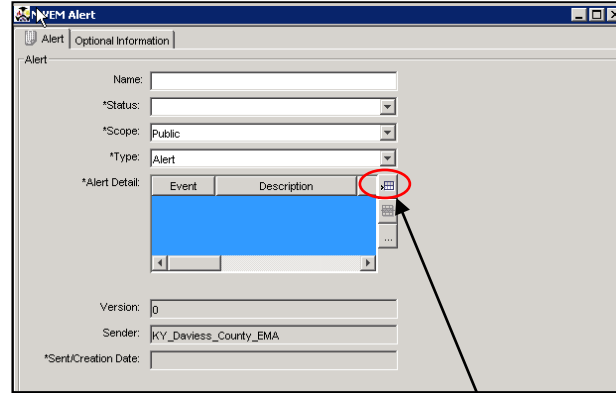 NWEM Alert
Alert Optional Information
Alert
Name:
*Status:
*Scope: Public
*Type: Alert
*Alert Detail: Event Description
...
Version: 0
Sender: KY_Daviess_County_EMA
*Sent/Creation Date: